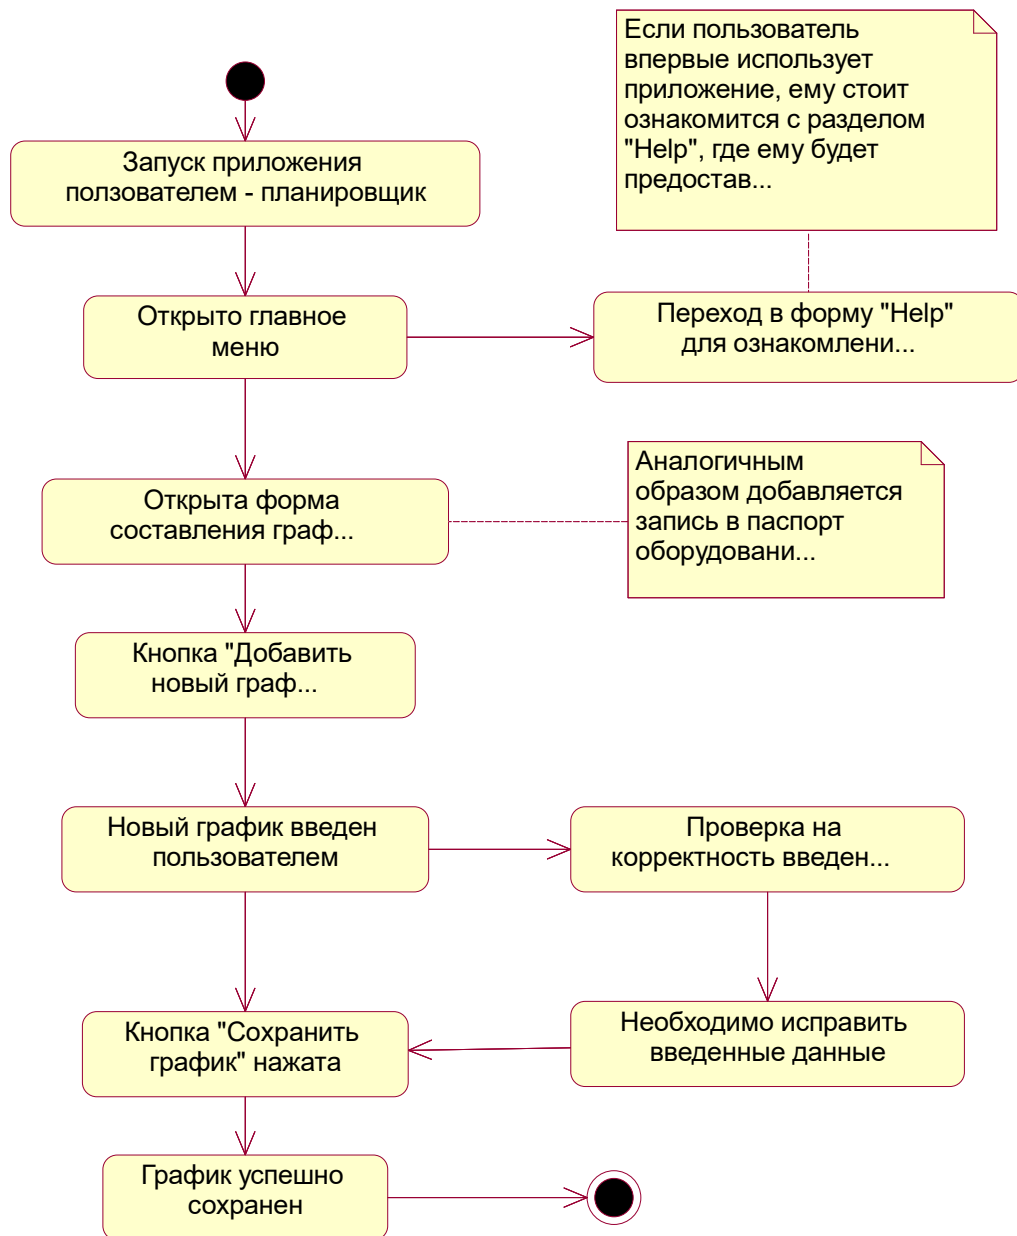 Если пользователь
впервые использует
приложение, ему стоит
ознакомится с разделом
"Help", где ему будет
предостав...
Запуск приложения
ползователем - планировщик
Открыто главное
меню
Переход в форму "Help"
для ознакомлени...
Аналогичным
образом добавляется
запись в паспорт
оборудовани...
Открыта форма
составления граф...
Кнопка "Добавить
новый граф...
Новый график введен
пользователем
Проверка на
корректность введен...
Необходимо исправить
введенные данные
Кнопка "Сохранить
график" нажата
График успешно
сохранен